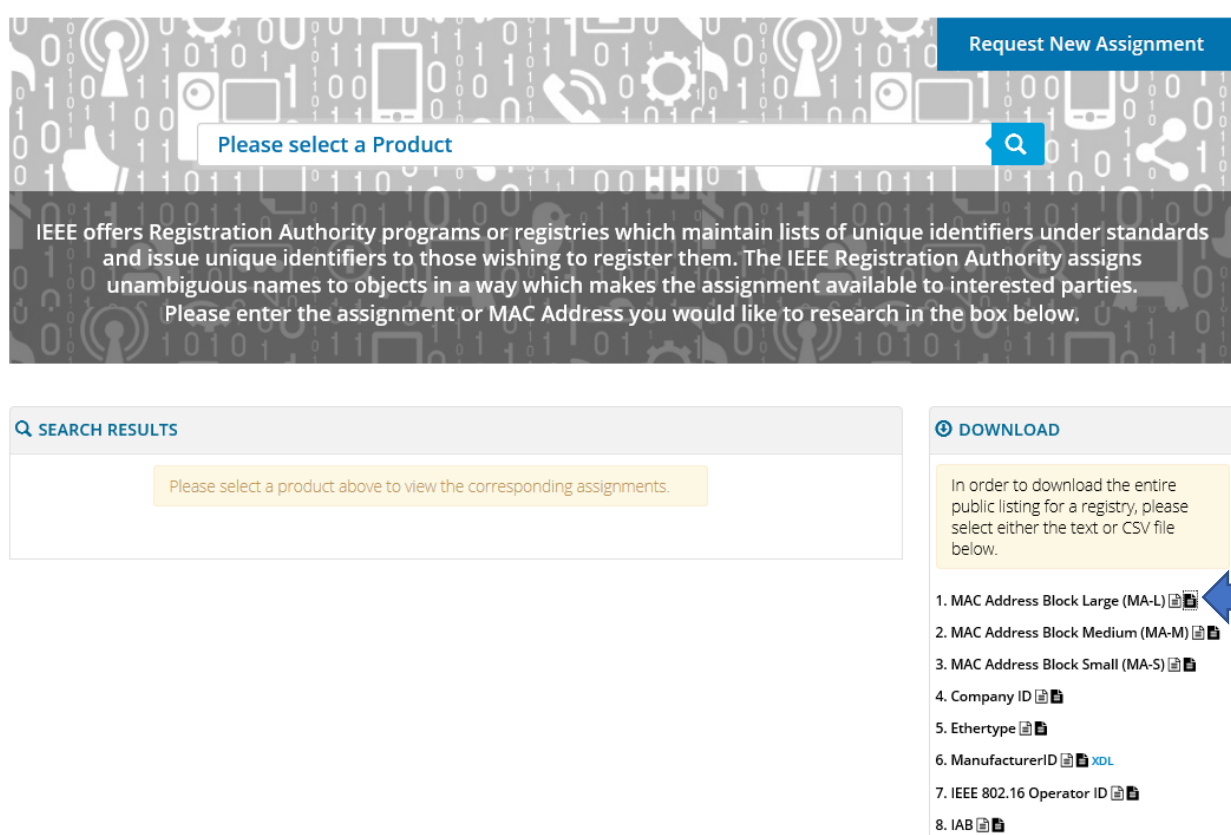 Request New Assignment
Please select a Product
IEEE offers Registration Authority programs or registries which maintain lists of unique identifiers under standards
and issue unique identifiers to those wishing to register them. The IEEE Registration Authority assigns
unambiguous names to objects in a way which makes the assignment available to interested parties.
Please enter the assignment or MAC Address you would like to research in the box below.
SEARCH RESULTS
Please select a product above to view the corresponding assignments.
DOWNLOAD
In order to download the entire
public listing for a registry, please
select either the text or CSV file
below.
1. MAC Address Block Large (MA-L)
2. MAC Address Block Medium (MA-M)
3. MAC Address Block Small (MA-S)
4. Company ID
5. Ethertype
6. ManufacturerID XDL
7. IEEE 802.16 Operator ID
8. IAB